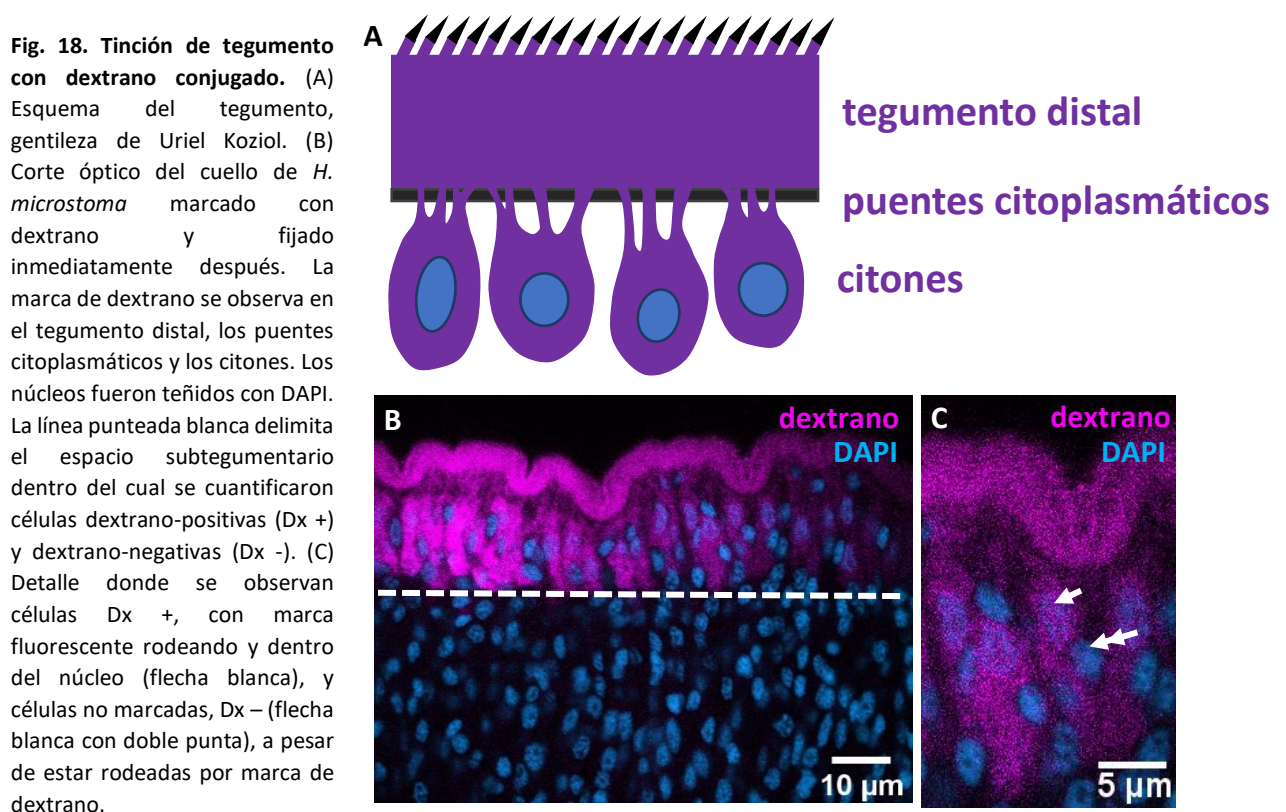 Fig. 18. Tinción de tegumento
con dextrano conjugado. (A)
Esquema del tegumento,
gentileza de Uriel Koziol. (B)
Corte óptico del cuello de H.
microstoma marcado con
dextrano y fijado
inmediatamente después. La
marca de dextrano se observa en
el tegumento distal, los puentes
citoplasmáticos y los citones. Los
núcleos fueron teñidos con DAPI.
La línea punteada blanca delimita
el espacio subtegumentario
dentro del cual se cuantificaron
células dextrano-positivas (Dx +)
y dextrano-negativas (Dx -). (C)
Detalle donde se observan
células Dx +, con marca
fluorescente rodeando y dentro
del núcleo (flecha blanca), y
células no marcadas, Dx – (flecha
blanca con doble punta), a pesar
de estar rodeadas por marca de
dextrano.
A
tegumento distal
puentes citoplasmáticos
citones
B
dextrano
DAPI
10 µm
C
dextrano
DAPI
5 µm